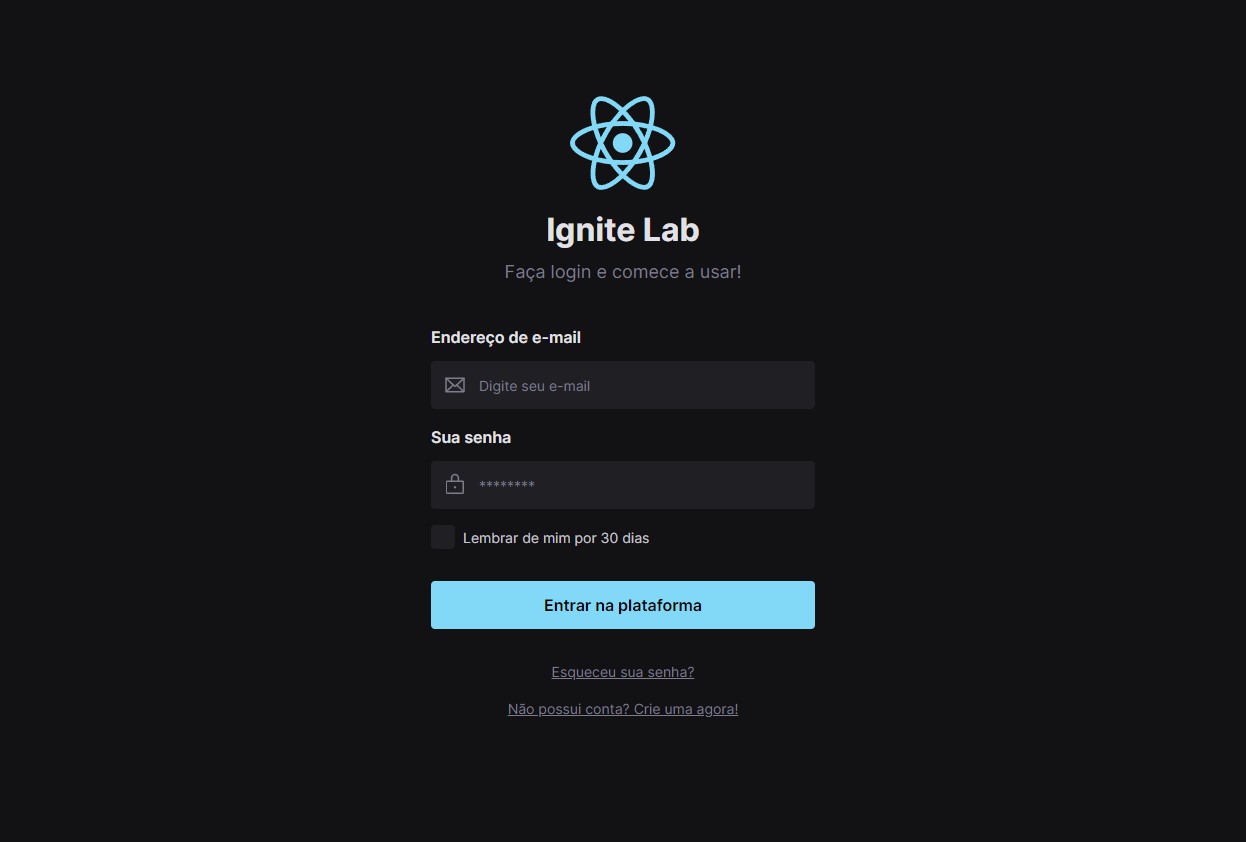 Ignite Lab
Faça login e comece a usar!
Endereço de e-mail
Digite seu e-mail
Sua senha
********
Lembrar de mim por 30 dias
Entrar na plataforma
Esqueceu sua senha?
Não possui conta? Crie uma agora!